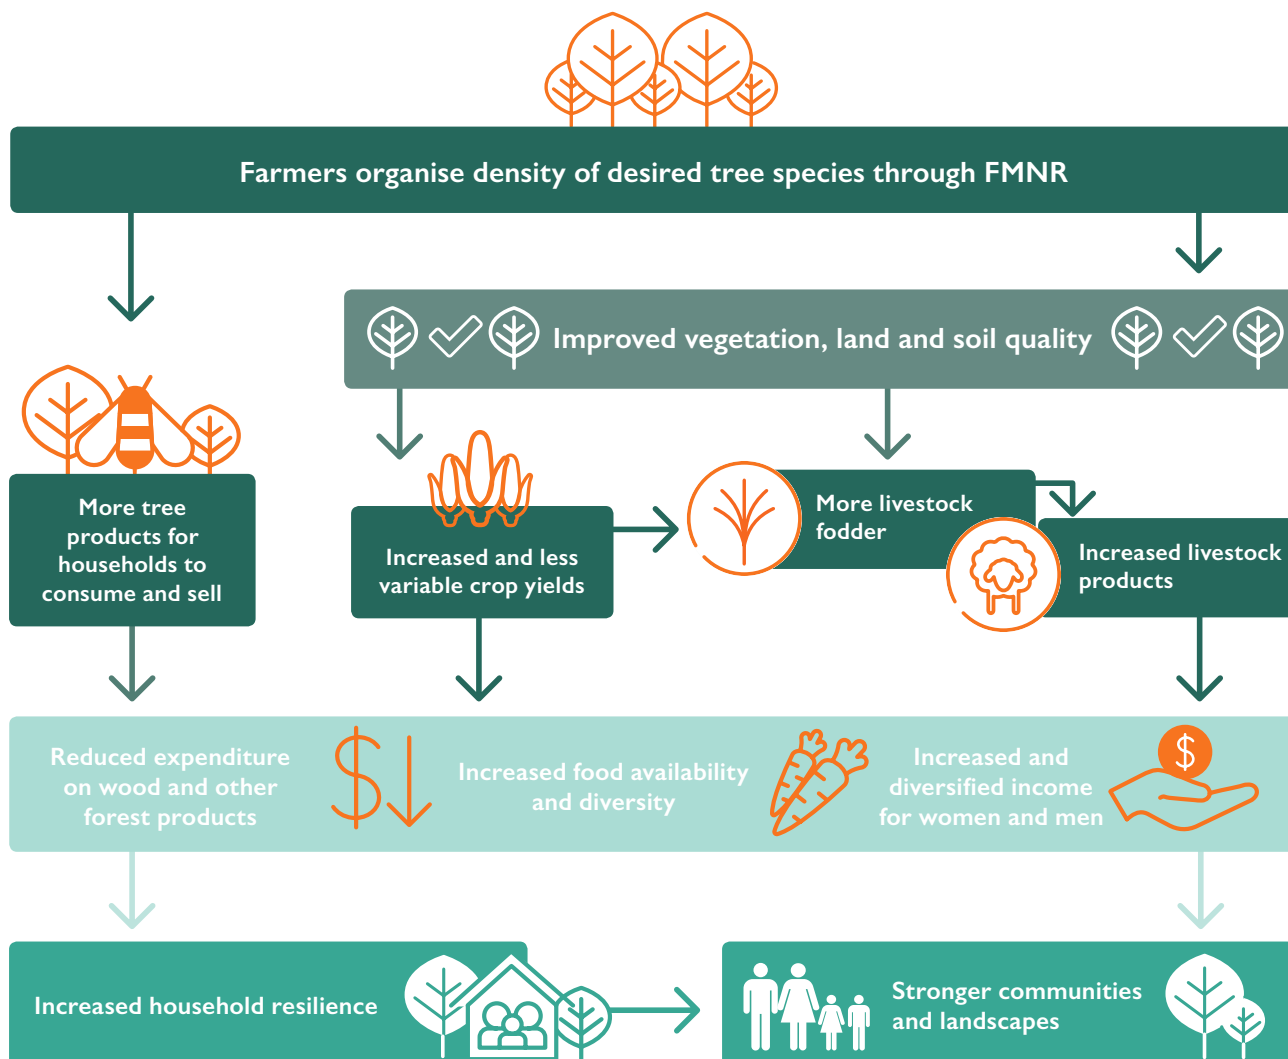 Farmers organise density of desired tree species through FMNR
Improved vegetation, land and soil quality
More tree
products for
households to
consume and sell
Increased and less
variable crop yields
More livestock
fodder
Increased livestock
products
Reduced expenditure
on wood and other
forest products
$
Increased food availability
and diversity
Increased and
diversified income
for women and men
$
Increased household resilience
Stronger communities
and landscapes